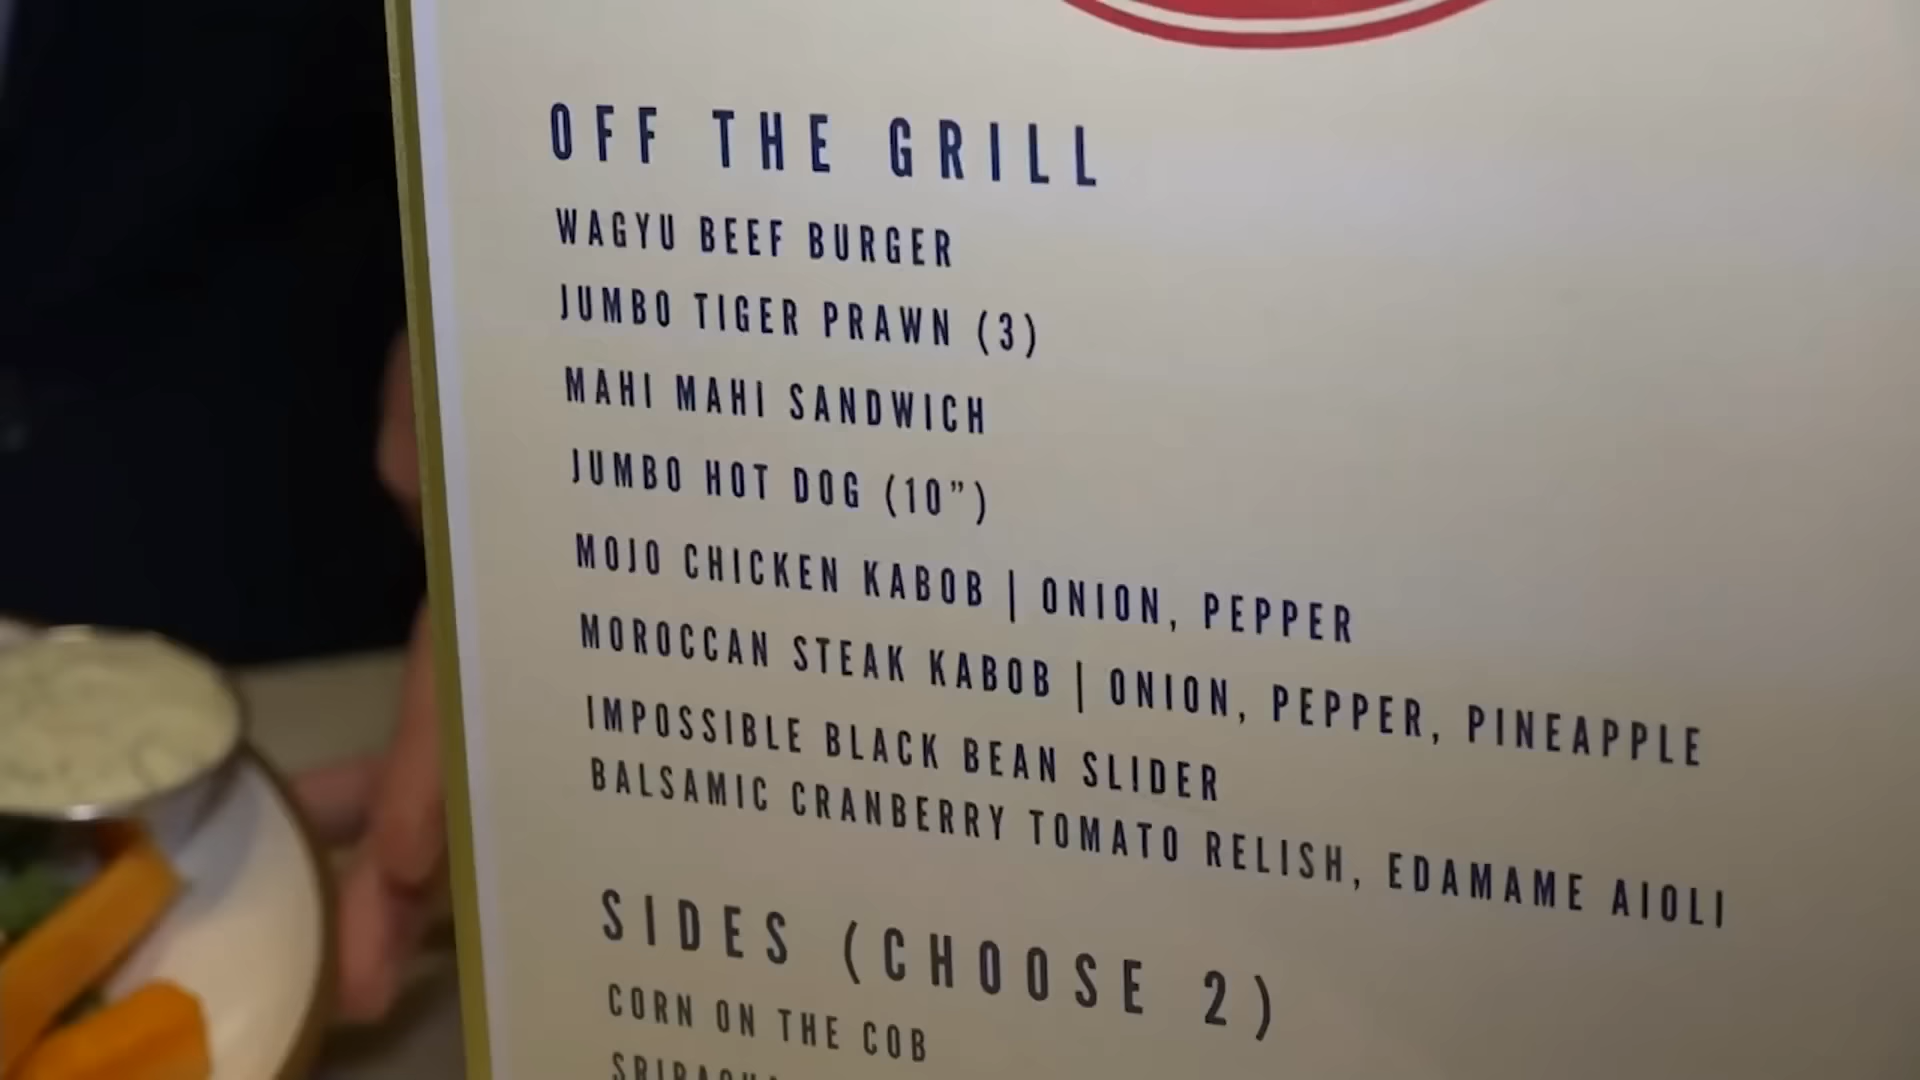 OFF THE GRILL
WAGYU BEEF BURGER
JUMBO TIGER PRAWN (3)
MAHI MAHI SANDWICH
JUMBO HOT DOG (10”)
MOJO CHICKEN KABOB | ONION, PEPPER
MOROCCAN STEAK KABOB | ONION, PEPPER, PINEAPPLE
IMPOSSIBLE BLACK BEAN SLIDER
BALSAMIC CRANBERRY TOMATO RELISH, EDAMAME AIOLI
SIDES (CHOOSE 2)
CORN ON THE COB